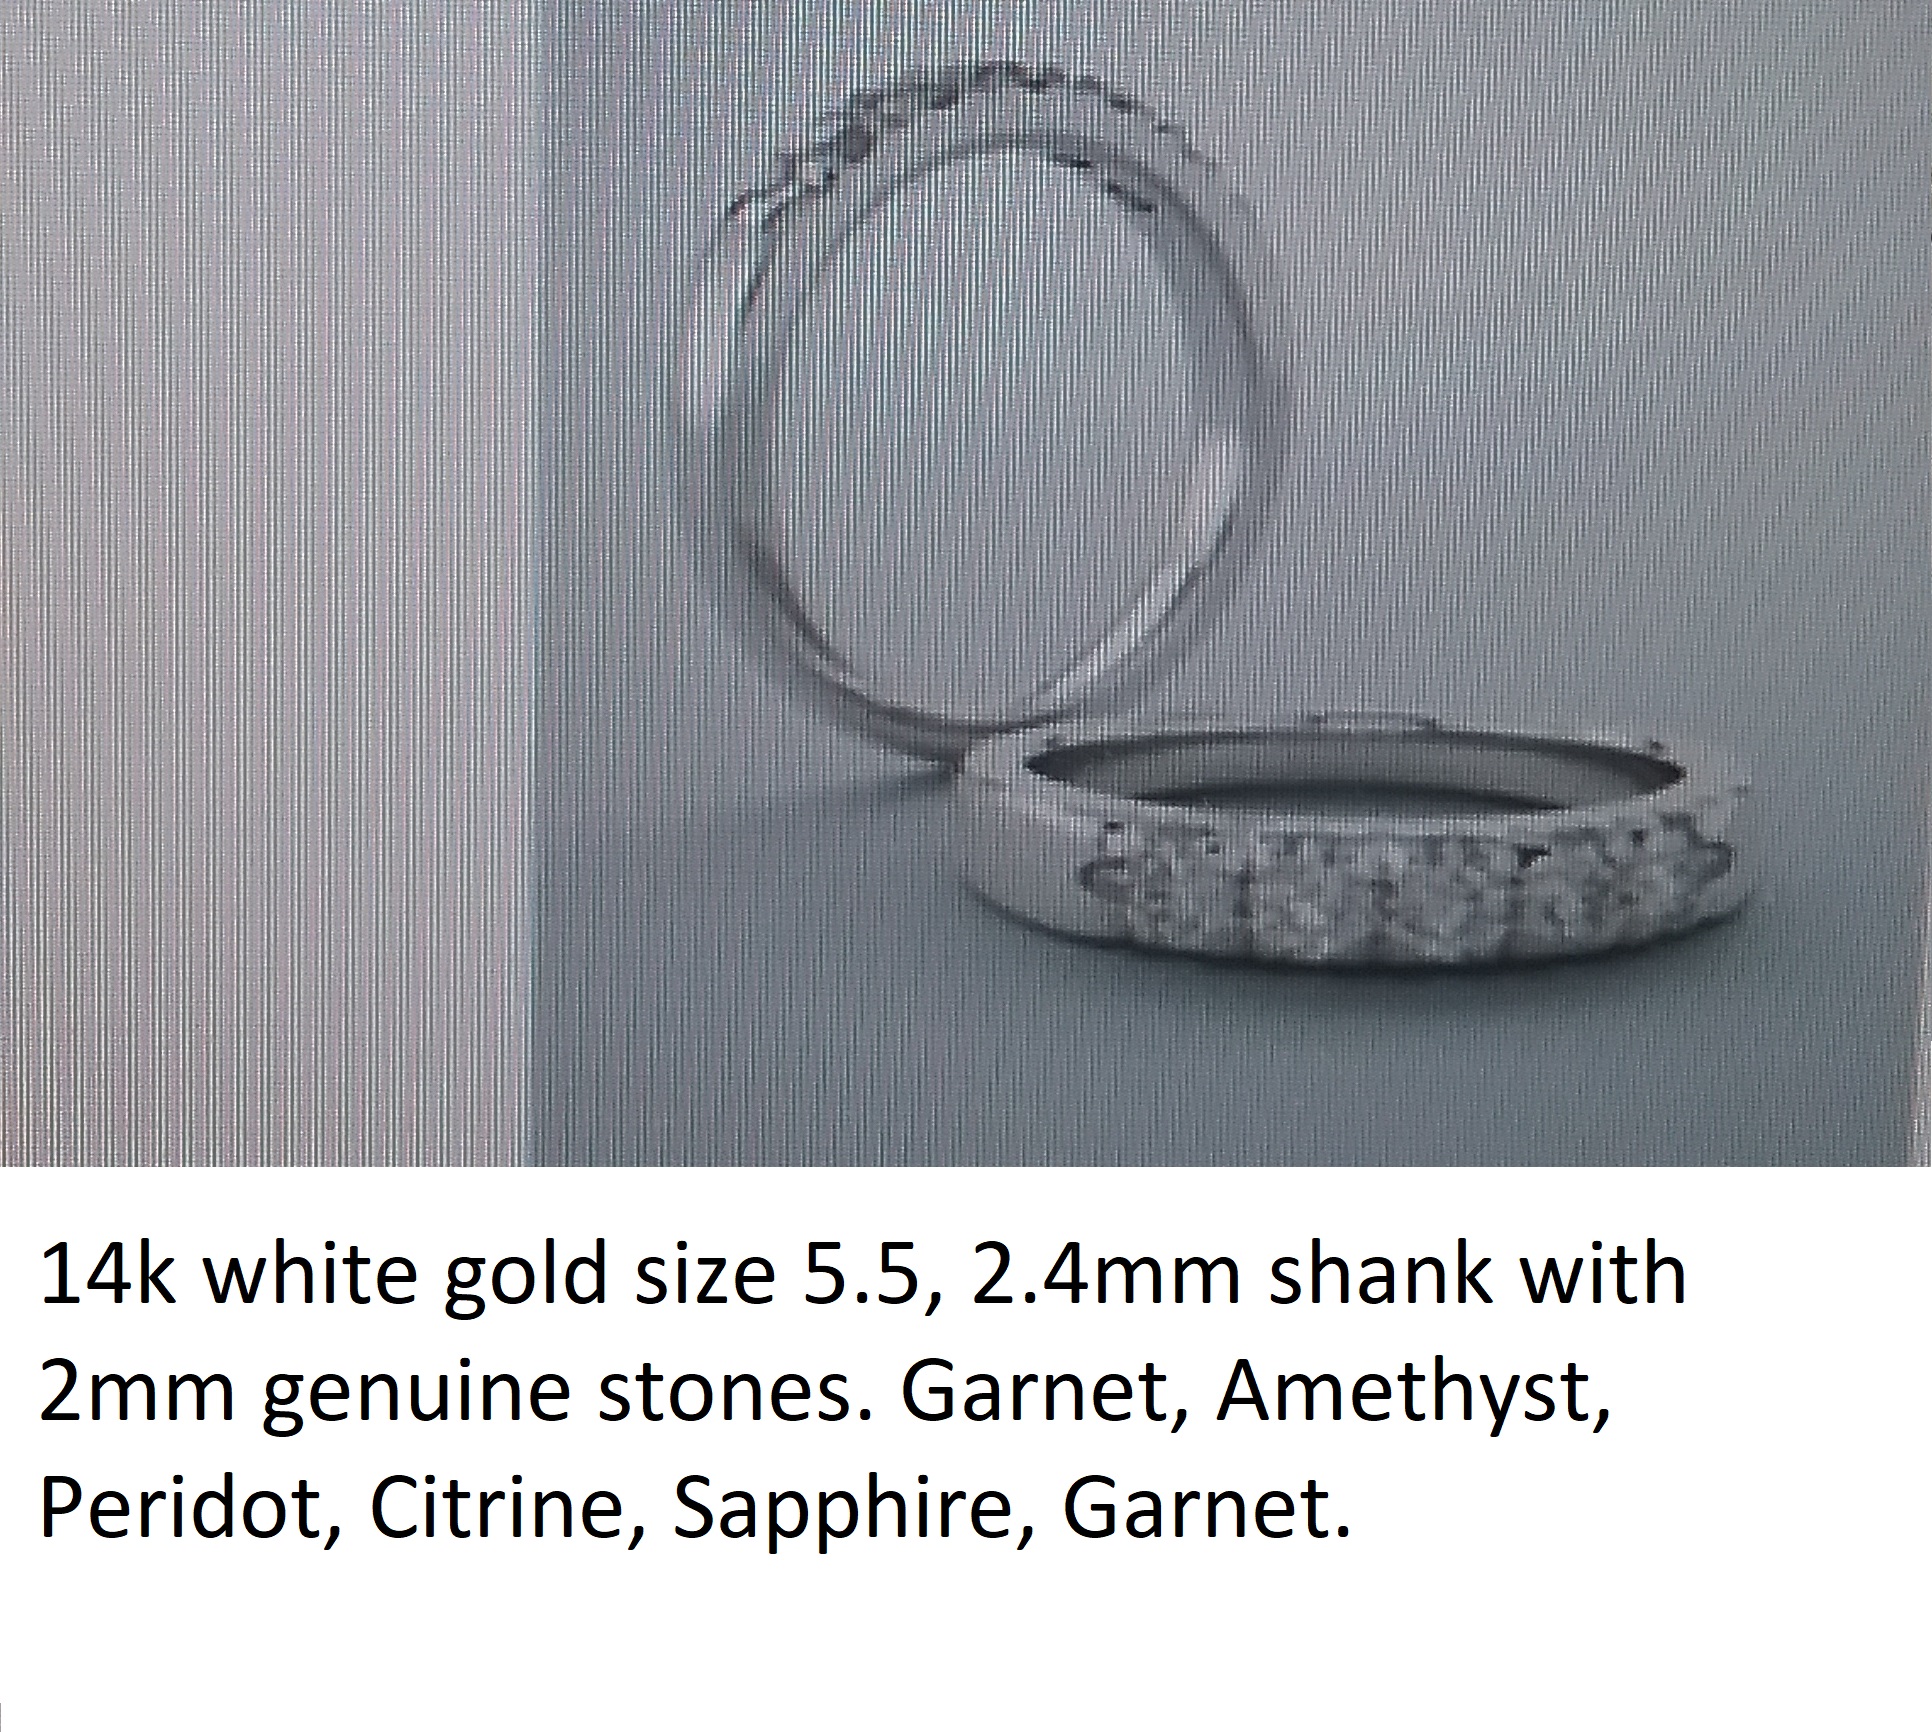 14k white gold size 5.5, 2.4mm shank with
2mm genuine stones. Garnet, Amethyst,
Peridot, Citrine, Sapphire, Garnet.